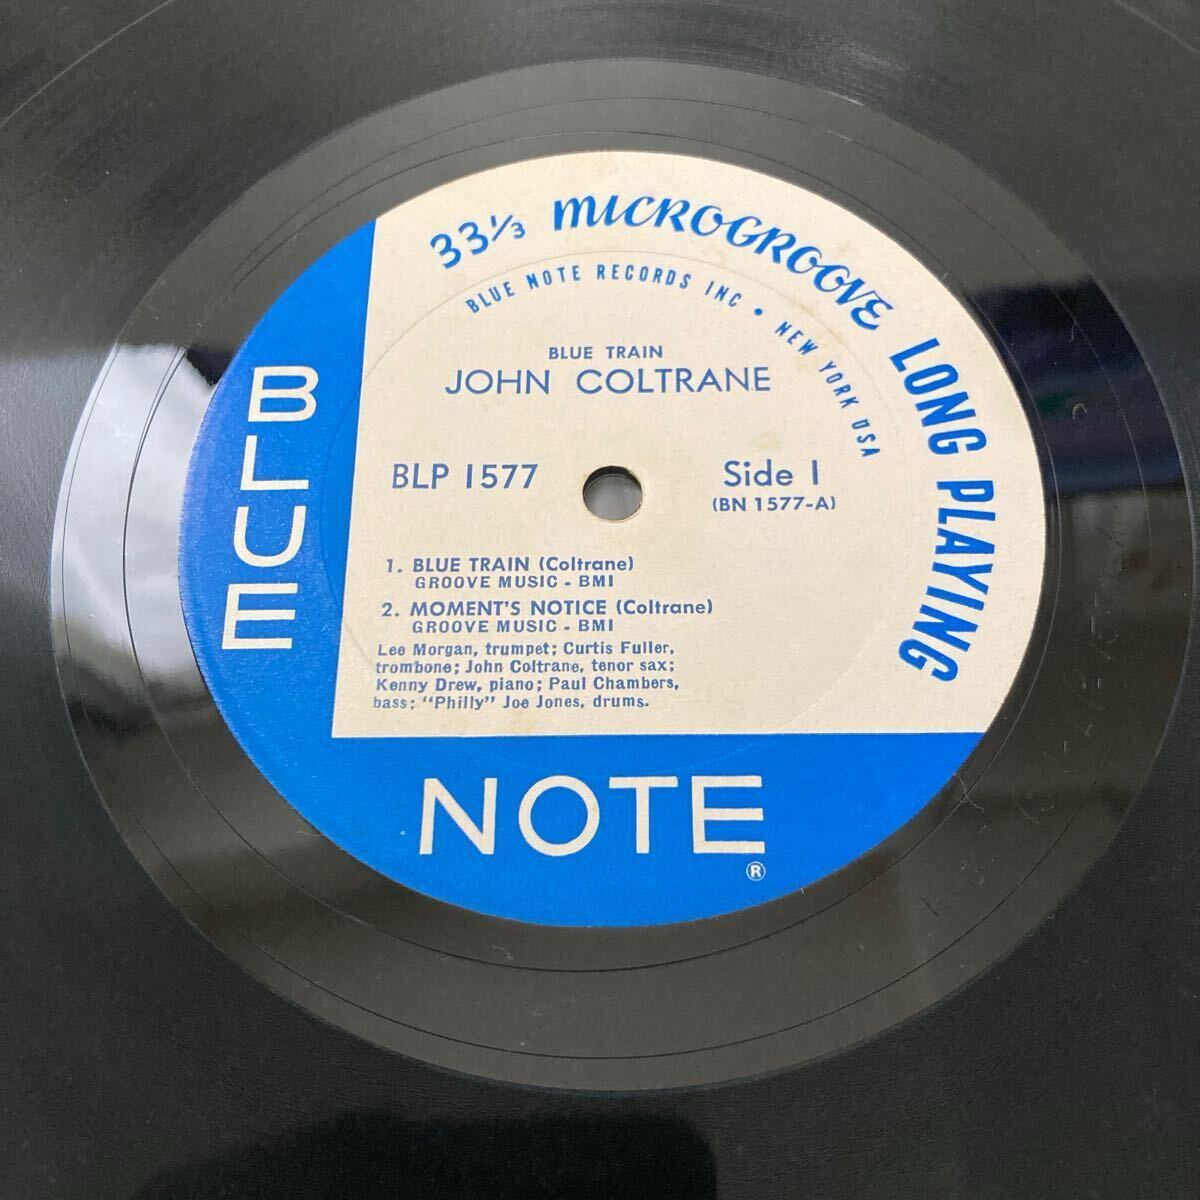 33⅓ MICROGROOVE LONG PLAYING
BLUE NOTE RECORDS INC • NEW YORK USA
BLUE TRAIN
JOHN COLTRANE
BLP 1577
Side 1
(BN 1577-A)
1. BLUE TRAIN (Coltrane)
GROOVE MUSIC - BMI
2. MOMENT'S NOTICE (Coltrane)
GROOVE MUSIC - BMI
Lee Morgan, trumpet; Curtis Fuller,
trombone; John Coltrane, tenor sax;
Kenny Drew, piano; Paul Chambers,
bass; "Philly" Joe Jones, drums.
BLUE
NOTE
®